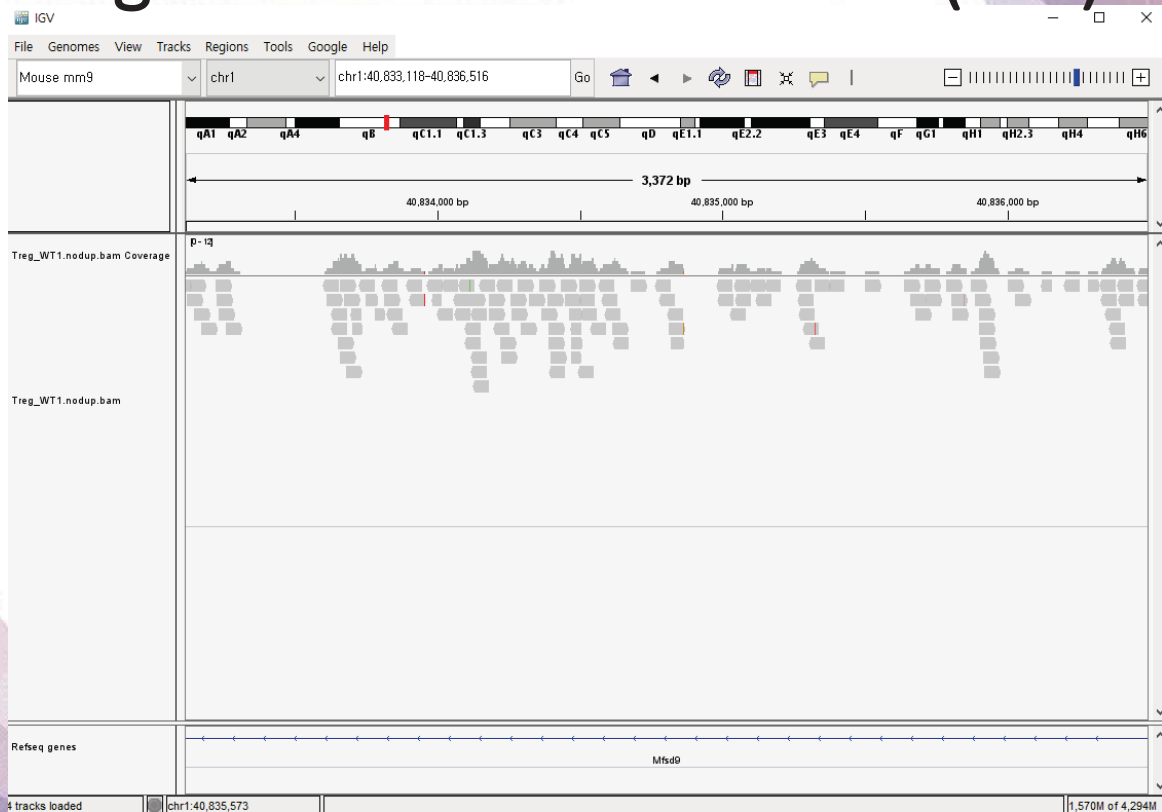 IGV
File Genomes View Tracks Regions Tools Google Help
Mouse mm9 chr1 chr1:40,833,118-40,836,516 Go
qA1 qA2 qA4 qB qC1.1 qC1.3 qC3 qC4 qC5 qD qE1.1 qE2.2 qE3 qE4 qF qG1 qH1 qH2.3 qH4 qH6
3,372 bp
40,834,000 bp 40,835,000 bp 40,836,000 bp
[0 - 12]
Treg_WT1.nodup.bam Coverage
Treg_WT1.nodup.bam
Refseq genes
Mfsd9
4 tracks loaded chr1:40,835,573 1,570M of 4,294M